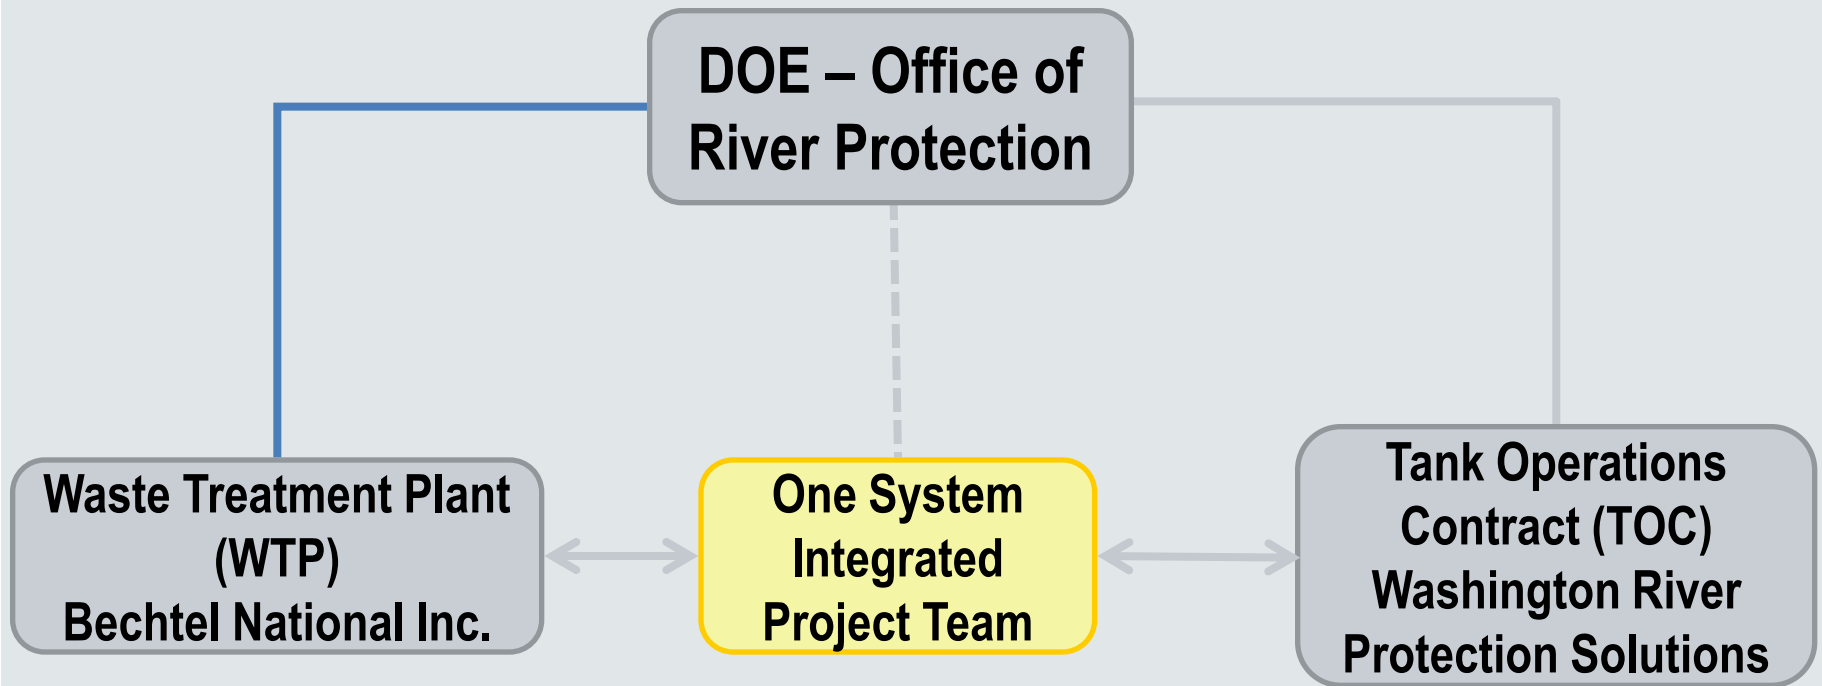 DOE – Office of
River Protection
Waste Treatment Plant
(WTP)
Bechtel National Inc.
One System
Integrated
Project Team
Tank Operations
Contract (TOC)
Washington River
Protection Solutions